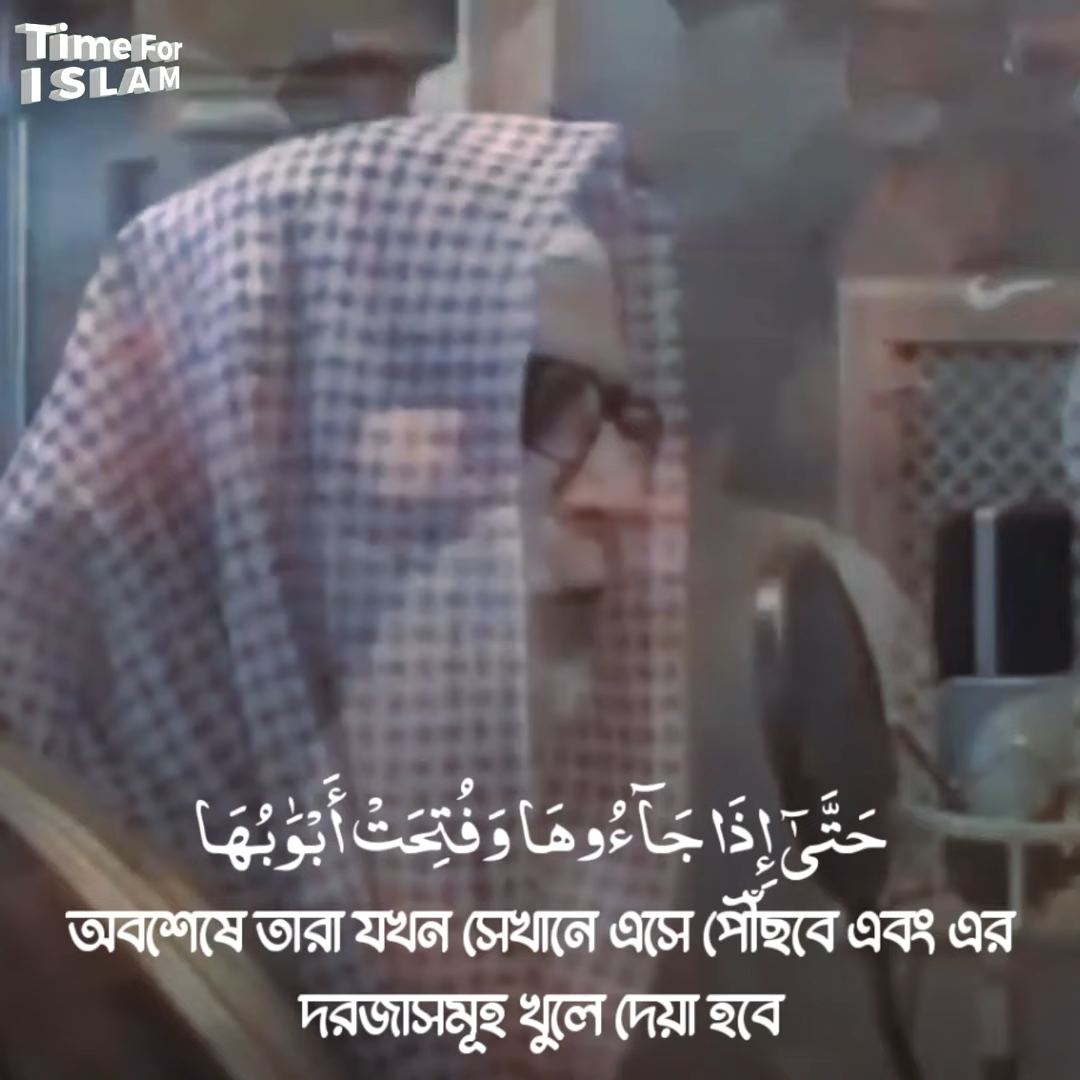 Time For
ISLAM
حَتَّىٰٓ إِذَا جَآءُوهَا وَفُتِحَتْ أَبْوَٰبُهَا
অবশেষে তারা যখন সেখানে এসে পৌঁছবে এবং এর
দরজাসমূহ খুলে দেয়া হবে